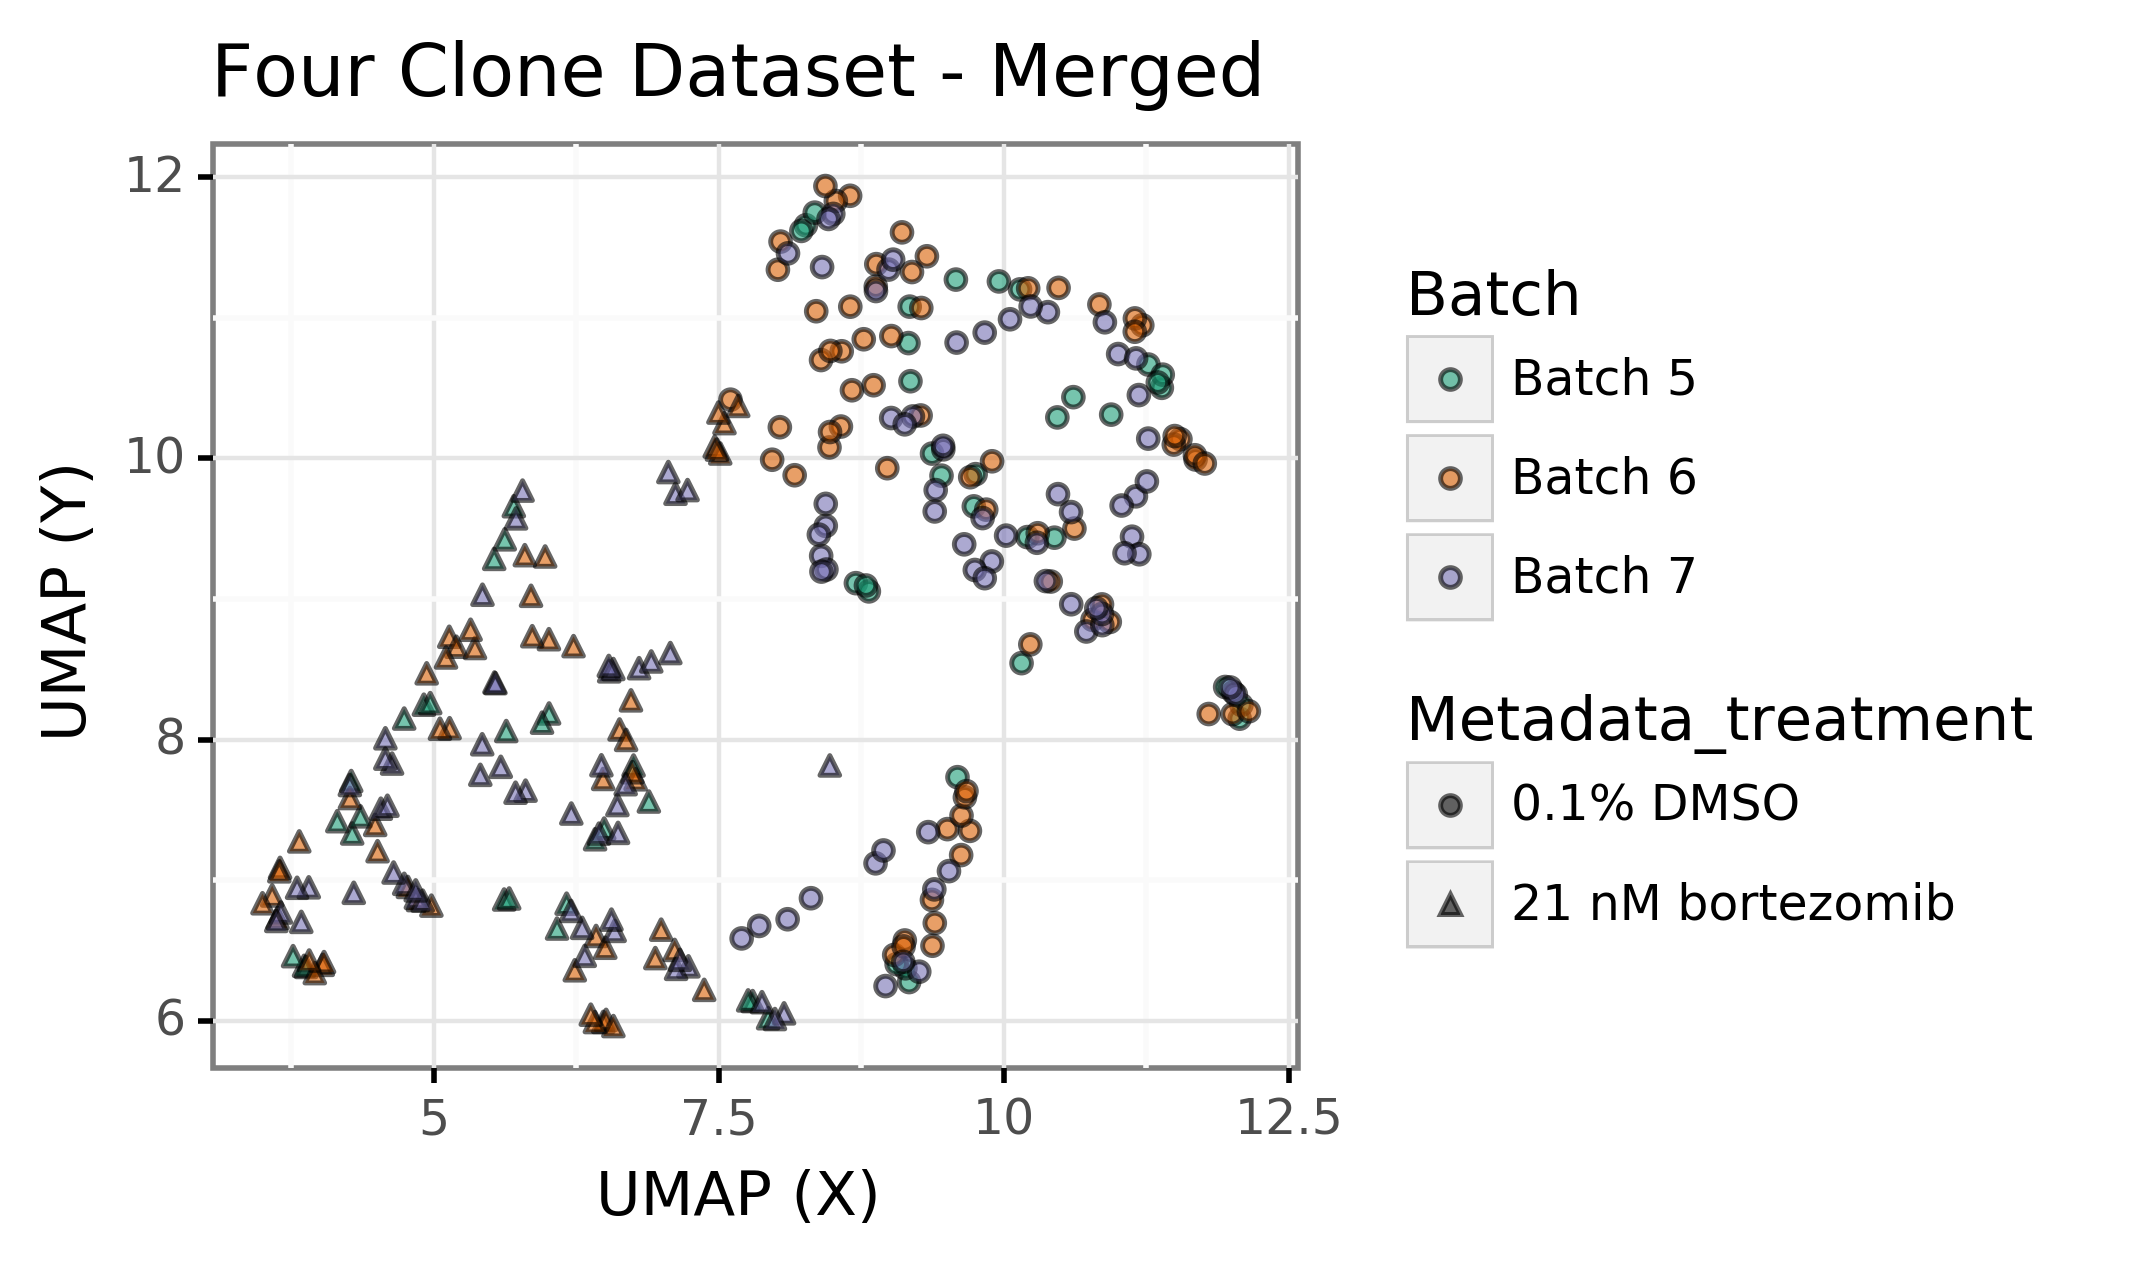 Four Clone Dataset - Merged
12
10
8
6
UMAP (Y)
5 7.5 10 12.5
UMAP (X)
Batch
Batch 5
Batch 6
Batch 7
Metadata_treatment
0.1% DMSO
21 nM bortezomib